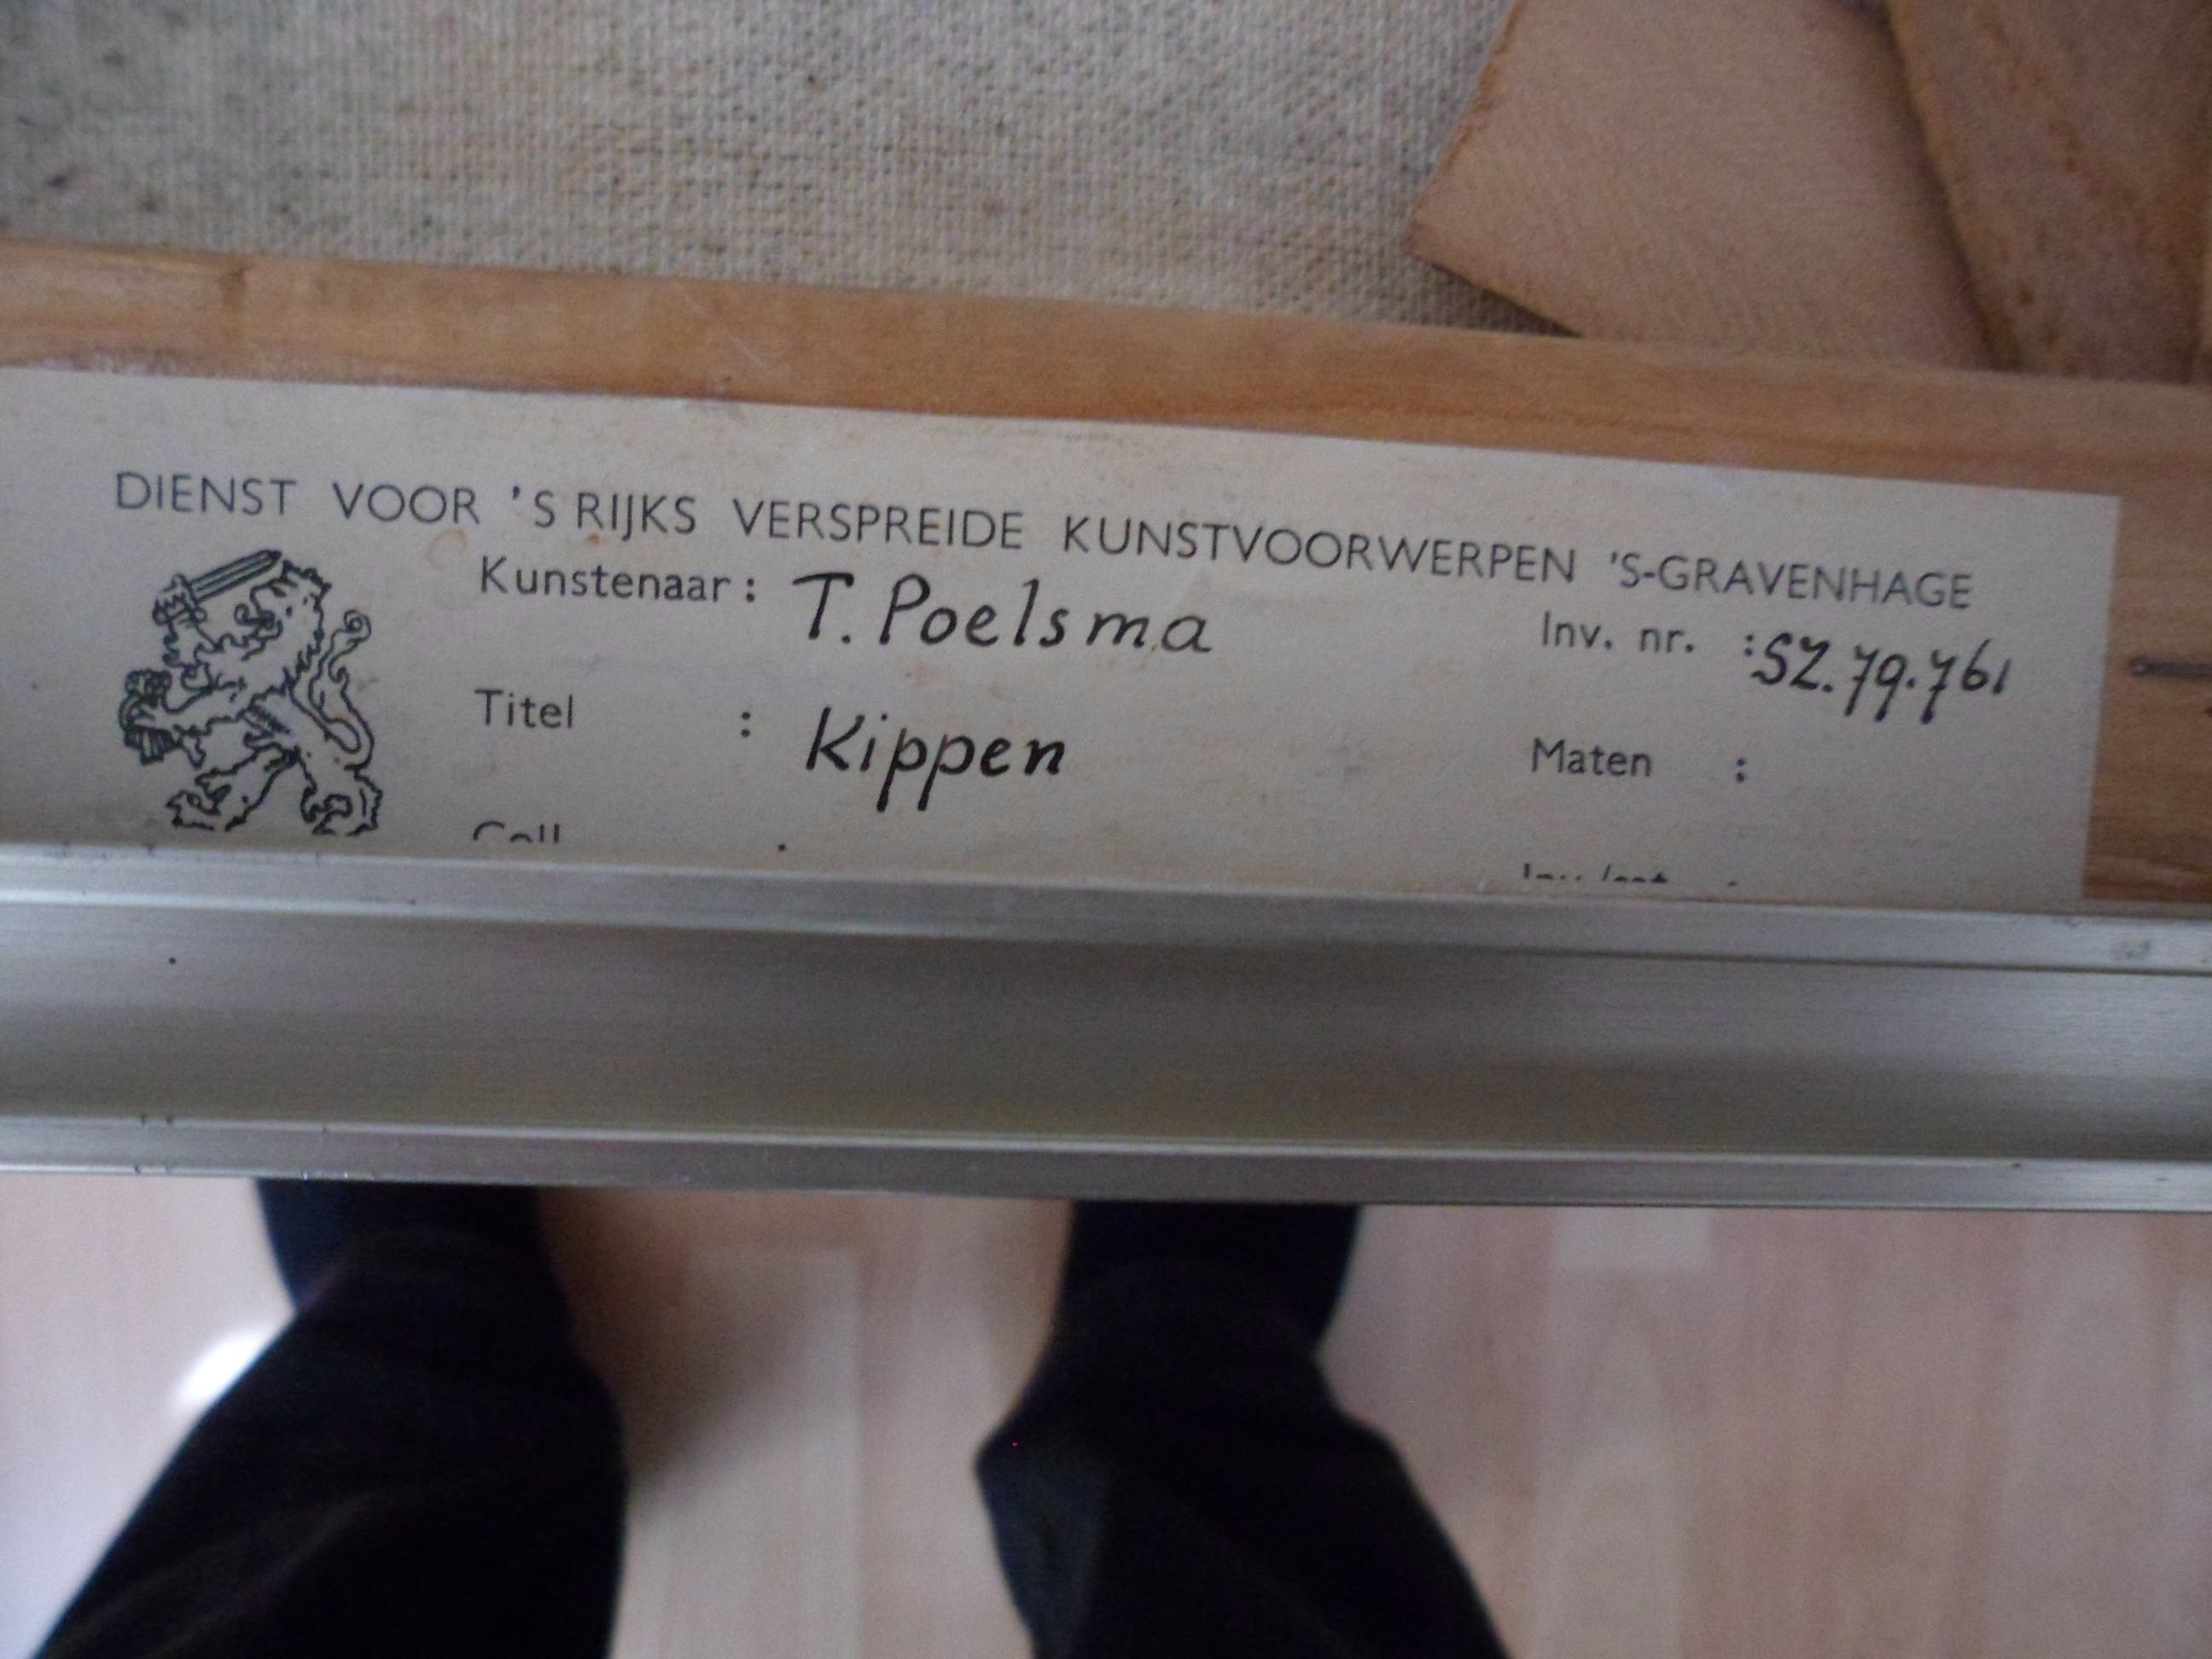 DIENST VOOR 'S RIJKS VERSPREIDE KUNSTVOORWERPEN 'S-GRAVENHAGE
Kunstenaar: T. Poelsma
Inv. nr. : SZ.79.761
Titel : Kippen
Maten :